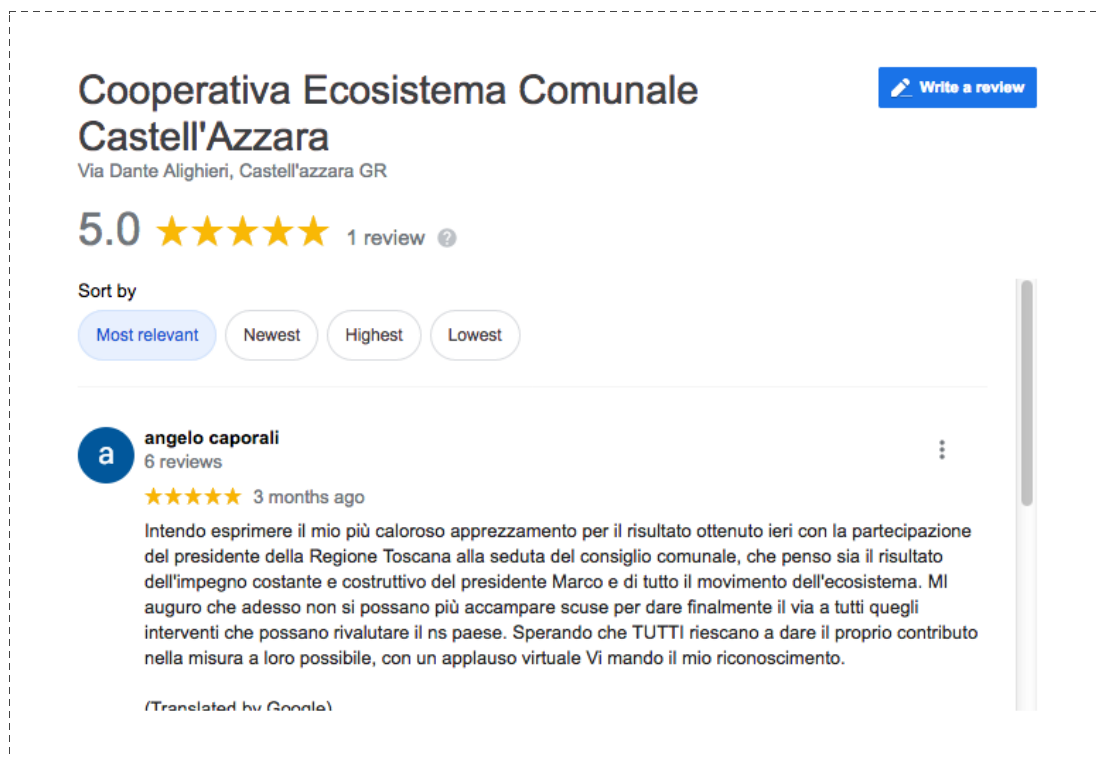 Cooperativa Ecosistema Comunale
Castell'Azzara
Write a review
Via Dante Alighieri, Castell'azzara GR
5.0
1 review
?
Sort by
Most relevant
Newest
Highest
Lowest
a
angelo caporali
6 reviews
3 months ago
Intendo esprimere il mio più caloroso apprezzamento per il risultato ottenuto ieri con la partecipazione
del presidente della Regione Toscana alla seduta del consiglio comunale, che penso sia il risultato
dell'impegno costante e costruttivo del presidente Marco e di tutto il movimento dell'ecosistema. MI
auguro che adesso non si possano più accampare scuse per dare finalmente il via a tutti quegli
interventi che possano rivalutare il ns paese. Sperando che TUTTI riescano a dare il proprio contributo
nella misura a loro possibile, con un applauso virtuale Vi mando il mio riconoscimento.
(Translated by Google)